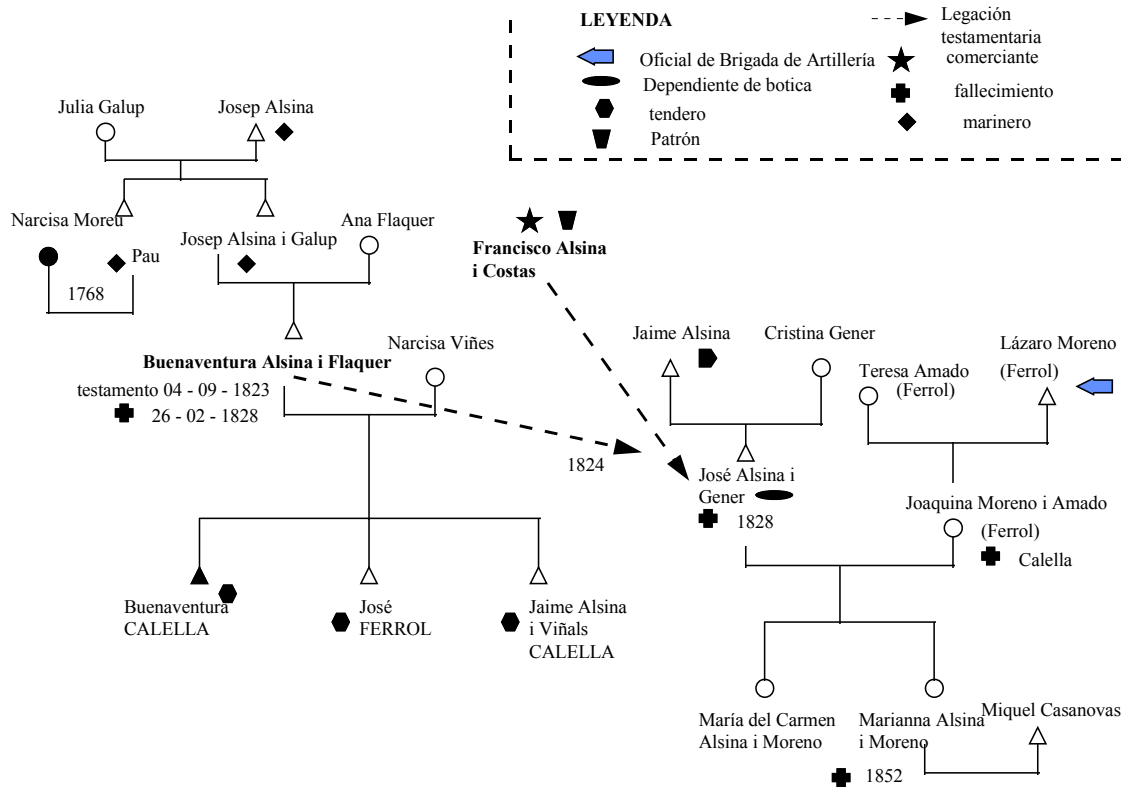 LEYENDA
Oficial de Brigada de Artillería
Dependiente de botica
tendero
Patrón
Legación
testamentaria
comerciante
fallecimiento
marinero
Julia Galup
Josep Alsina
Narcisa Moreu
Pau
1768
Josep Alsina i Galup
Ana Flaquer
Francisco Alsina
i Costas
Buenaventura Alsina i Flaquer
testamento 04 - 09 - 1823
26 - 02 - 1828
Narcisa Viñes
1824
Jaime Alsina
Cristina Gener
Teresa Amado
(Ferrol)
Lázaro Moreno
(Ferrol)
José Alsina i
Gener
1828
Joaquina Moreno i Amado
(Ferrol)
Calella
Buenaventura
CALELLA
José
FERROL
Jaime Alsina
i Viñals
CALELLA
María del Carmen
Alsina i Moreno
Marianna Alsina
i Moreno
Miquel Casanovas
1852